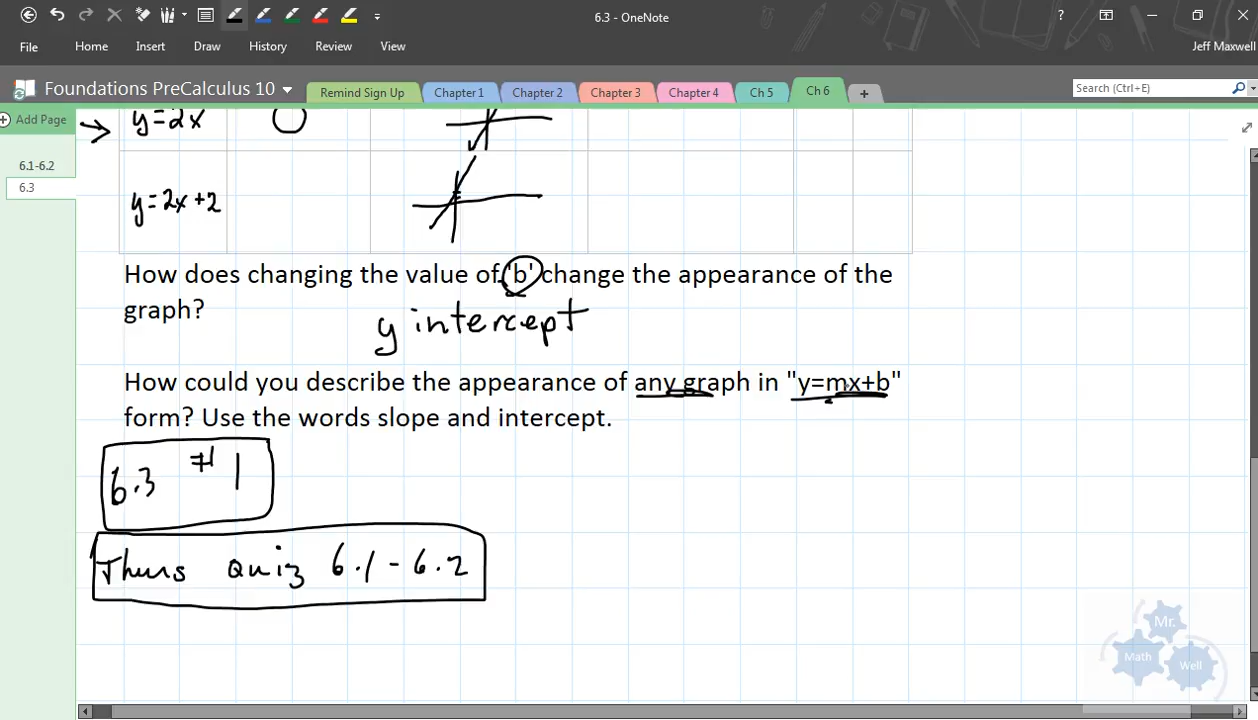 6.3 - OneNote
?
File
Home
Insert
Draw
History
Review
View
Jeff Maxwell
Foundations PreCalculus 10
Remind Sign Up
Chapter 1
Chapter 2
Chapter 3
Chapter 4
Ch 5
Ch 6
Search (Ctrl+E)
Add Page
6.1-6.2
6.3
y=2x
y=2x+2
How does changing the value of 'b' change the appearance of the
graph?
y intercept
How could you describe the appearance of any graph in "y=mx+b"
form? Use the words slope and intercept.
6.3 #1
Thurs Quiz 6.1-6.2
Mr.
Math
Well